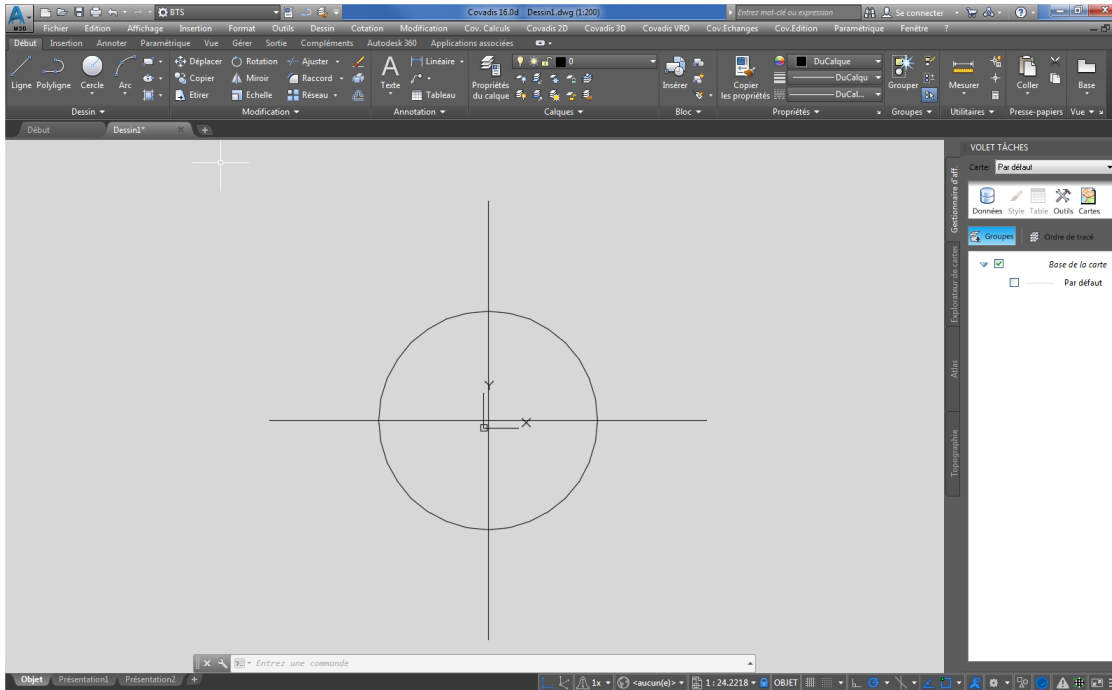 BTS
Covadis 16.0d Dessin1.dwg (1:200)
Entrez mot-clé ou expression
Se connecter
M3D
Fichier Edition Affichage Insertion Format Outils Dessin Cotation Modification Cov. Calculs Covadis 2D Covadis 3D Covadis VRD Cov.Echanges Cov.Edition Paramétrique Fenêtre ?
Début Insertion Annoter Paramétrique Vue Gérer Sortie Compléments Autodesk 360 Applications associées
Ligne Polyligne Cercle Arc
Déplacer Rotation Ajuster
Copier Miroir Raccord
Etirer Echelle Réseau
A Texte
Linéaire
Tableau
Propriétés du calque
0
Insérer
Copier les propriétés
DuCalque
DuCalqu
DuCal...
Grouper
Mesurer
Coller
Base
Dessin Modification Annotation Calques Bloc Propriétés Groupes Utilitaires Presse-papiers Vue
Début Dessin1* +
VOLET TÂCHES
Carte: Par défaut
Données Style Table Outils Cartes
Groupes Ordre de tracé
Base de la carte
Par défaut
Gestionnaire d'aff.
Explorateur de cartes
Atlas
Topographie
Y
X
Entrez une commande
Objet Présentation1 Présentation2 +
1x <aucun(e)> 1: 24.2218 OBJET